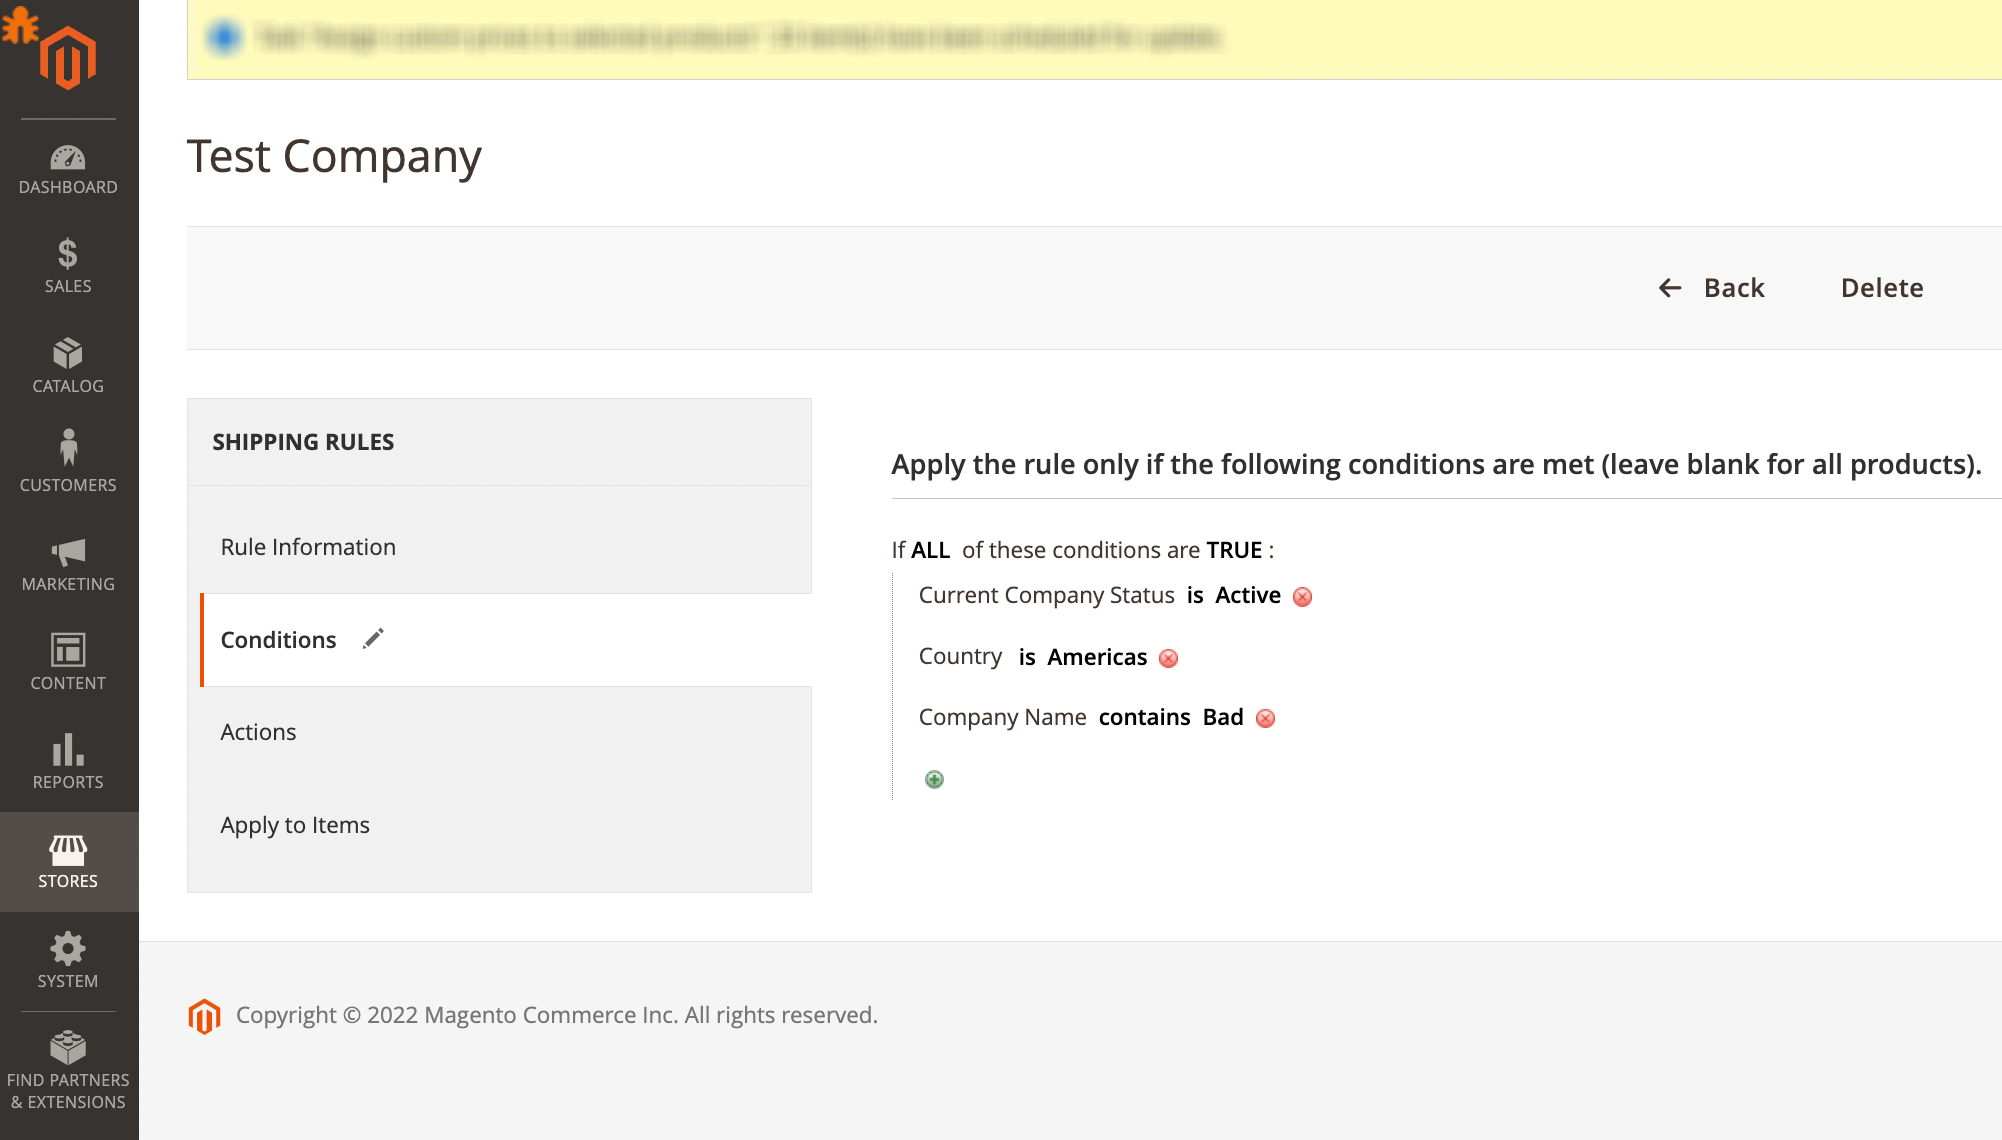 Test Company
Back
Delete
DASHBOARD
SALES
CATALOG
CUSTOMERS
MARKETING
CONTENT
REPORTS
STORES
SYSTEM
FIND PARTNERS
& EXTENSIONS
SHIPPING RULES
Rule Information
Conditions
Actions
Apply to Items
Apply the rule only if the following conditions are met (leave blank for all products).
If ALL of these conditions are TRUE :
Current Company Status is Active
Country is Americas
Company Name contains Bad
Copyright © 2022 Magento Commerce Inc. All rights reserved.